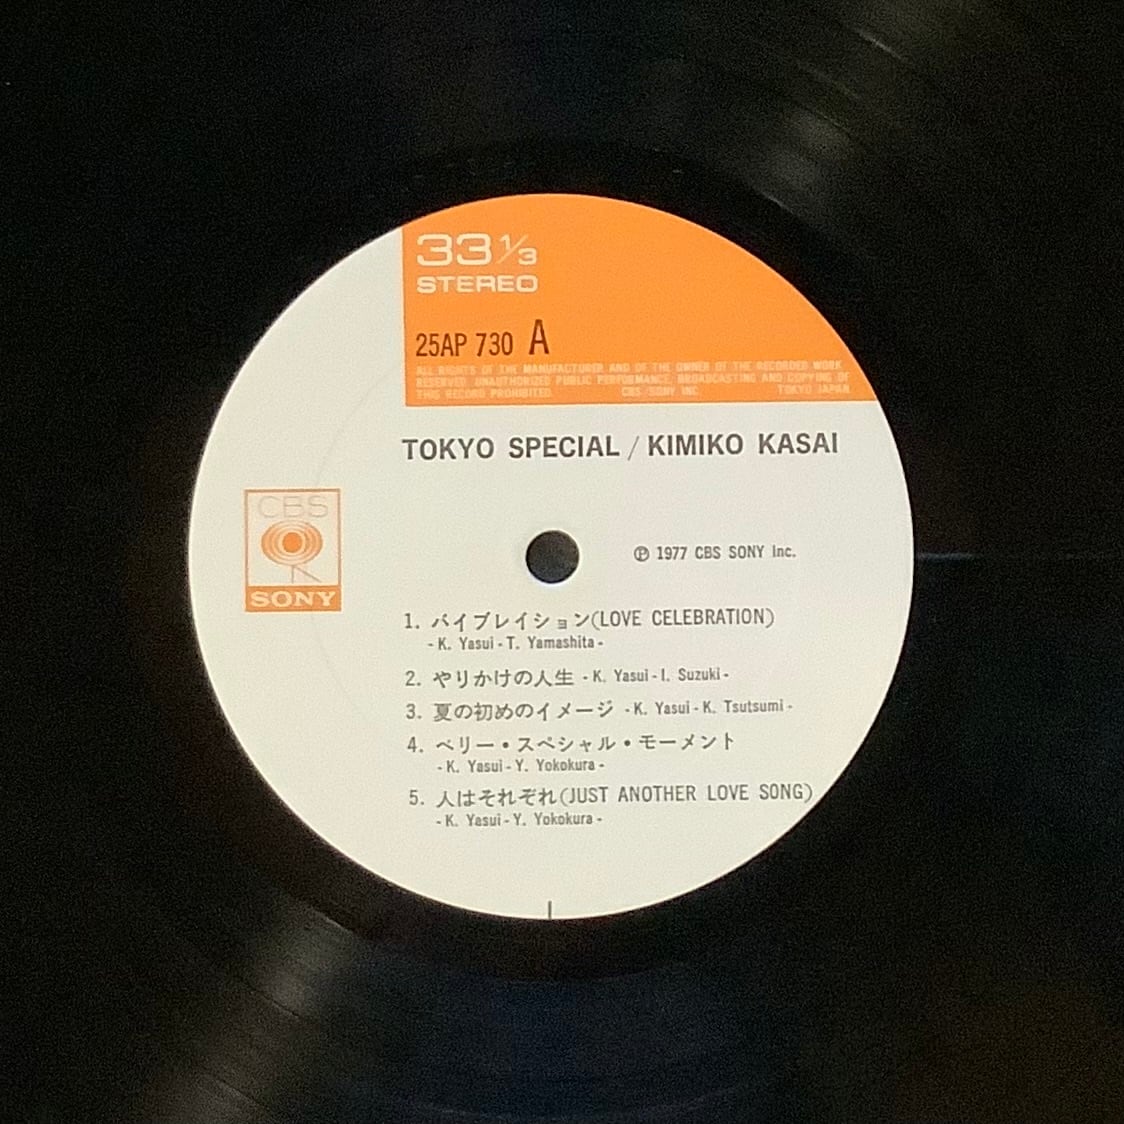 33 1/3
STEREO
25AP 730 A
ALL RIGHTS OF THE MANUFACTURER AND OF THE OWNER OF THE RECORDED WORK
RESERVED. UNAUTHORIZED PUBLIC PERFORMANCE, BROADCASTING AND COPYING OF
THIS RECORD PROHIBITED. CBS/SONY INC. TOKYO JAPAN
TOKYO SPECIAL / KIMIKO KASAI
CBS
SONY
℗ 1977 CBS SONY Inc.
1. バイブレイション(LOVE CELEBRATION)
- K. Yasui - T. Yamashita -
2. やりかけの人生 - K. Yasui - I. Suzuki -
3. 夏の初めのイメージ - K. Yasui - K. Tsutsumi -
4. ベリー・スペシャル・モーメント
- K. Yasui - Y. Yokokura -
5. 人はそれぞれ(JUST ANOTHER LOVE SONG)
- K. Yasui - Y. Yokokura -